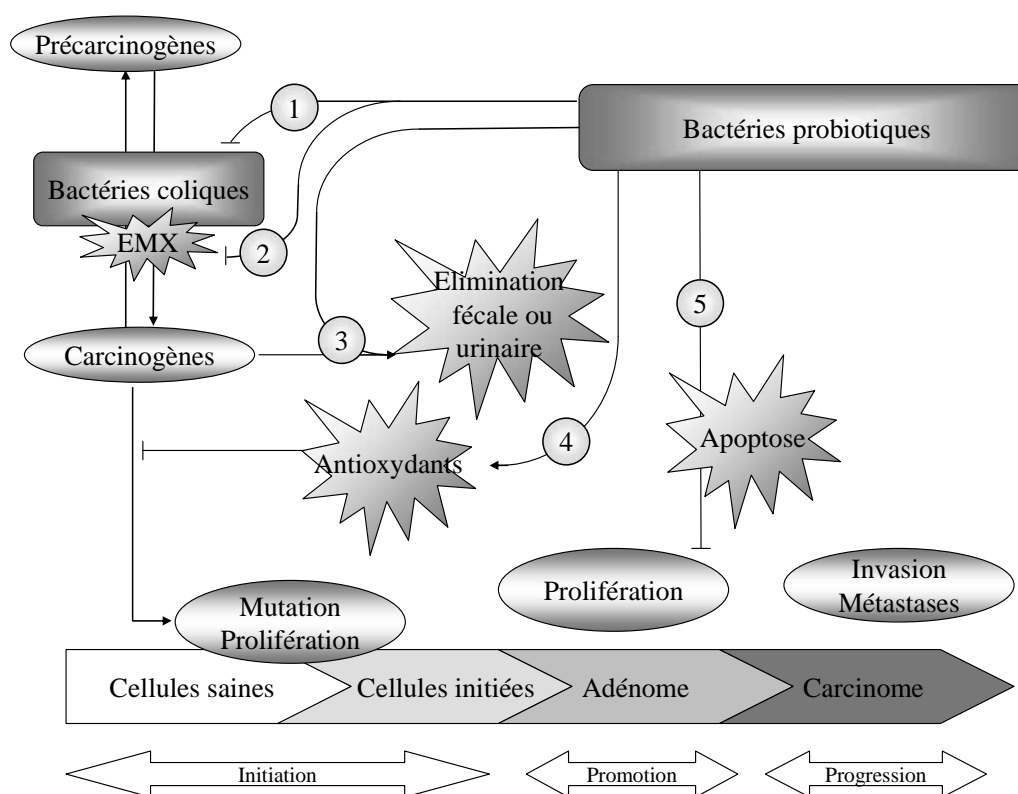 Précarcinogènes
1
Bactéries probiotiques
Bactéries coliques
EMX
2
Elimination
fécale ou
urinaire
5
3
Carcinogènes
4
Apoptose
Antioxydants
Mutation
Prolifération
Prolifération
Invasion
Métastases
Cellules saines
Cellules initiées
Adénome
Carcinome
Initiation
Promotion
Progression